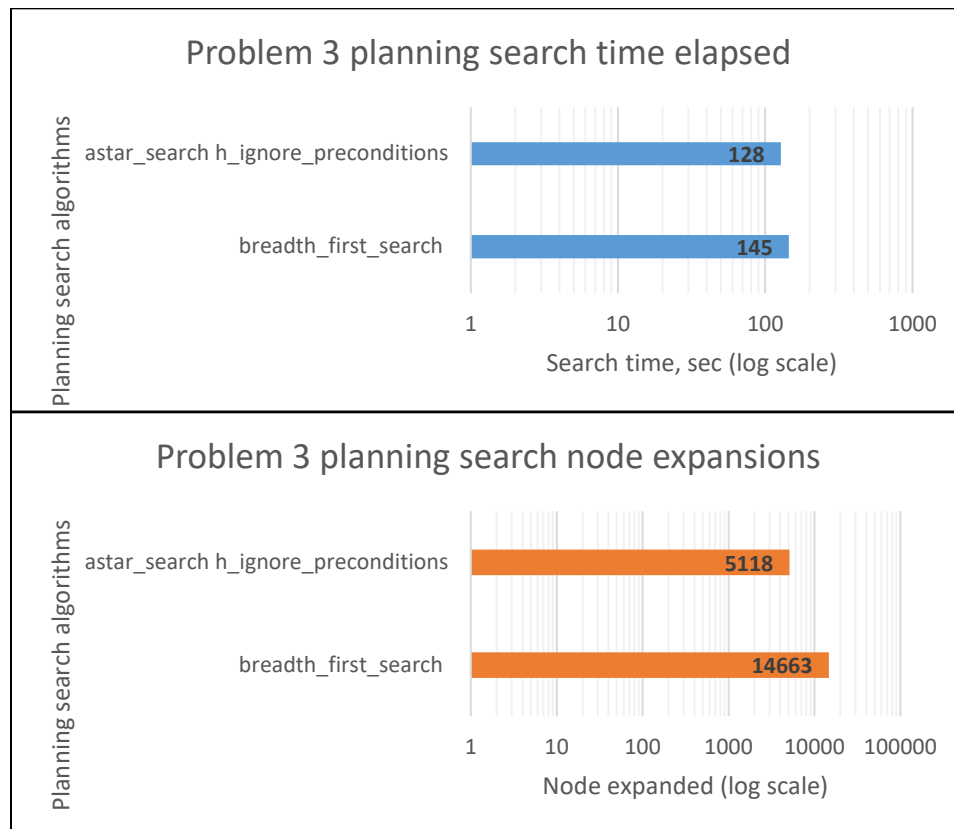 Problem 3 planning search time elapsed
Planning search algorithms
astar_search h_ignore_preconditions
128
breadth_first_search
145
1 10 100 1000
Search time, sec (log scale)
Problem 3 planning search node expansions
Planning search algorithms
astar_search h_ignore_preconditions
5118
breadth_first_search
14663
1 10 100 1000 10000 100000
Node expanded (log scale)